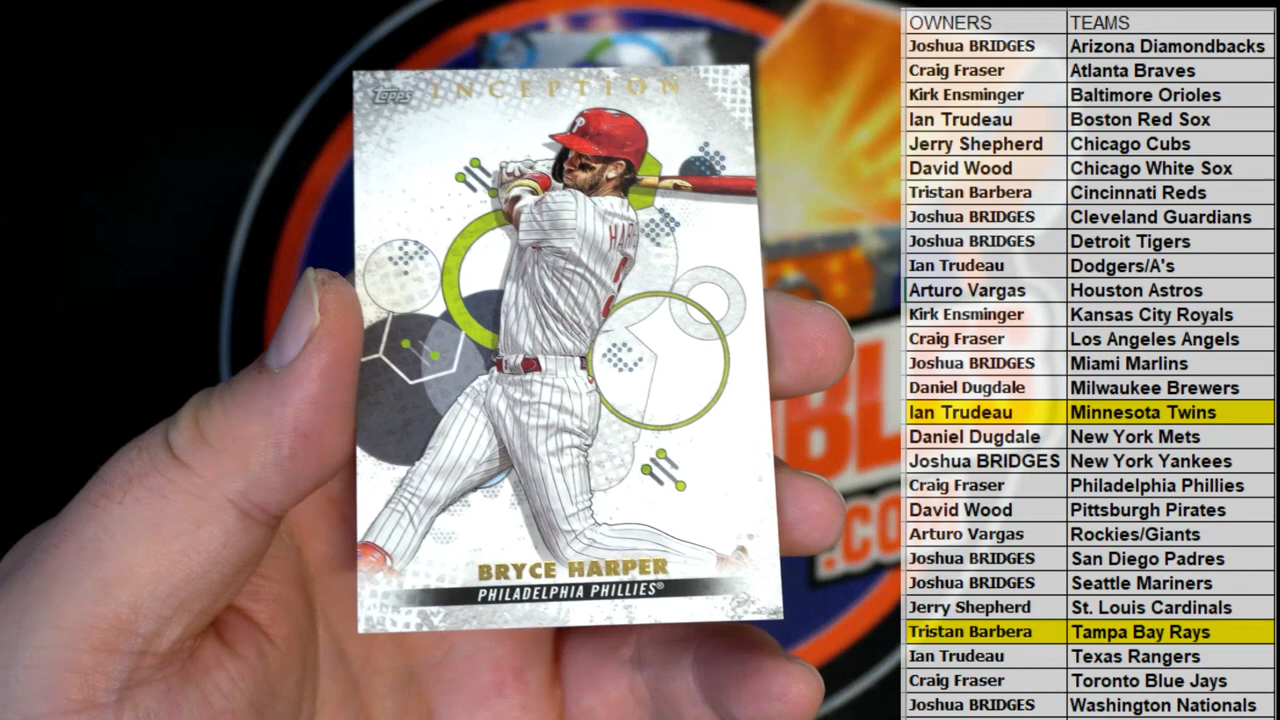 Topps INCEPTION
BRYCE HARPER
PHILADELPHIA PHILLIES®
BL
.CO
OWNERS TEAMS
Joshua BRIDGES Arizona Diamondbacks
Craig Fraser Atlanta Braves
Kirk Ensminger Baltimore Orioles
Ian Trudeau Boston Red Sox
Jerry Shepherd Chicago Cubs
David Wood Chicago White Sox
Tristan Barbera Cincinnati Reds
Joshua BRIDGES Cleveland Guardians
Joshua BRIDGES Detroit Tigers
Ian Trudeau Dodgers/A's
Arturo Vargas Houston Astros
Kirk Ensminger Kansas City Royals
Craig Fraser Los Angeles Angels
Joshua BRIDGES Miami Marlins
Daniel Dugdale Milwaukee Brewers
Ian Trudeau Minnesota Twins
Daniel Dugdale New York Mets
Joshua BRIDGES New York Yankees
Craig Fraser Philadelphia Phillies
David Wood Pittsburgh Pirates
Arturo Vargas Rockies/Giants
Joshua BRIDGES San Diego Padres
Joshua BRIDGES Seattle Mariners
Jerry Shepherd St. Louis Cardinals
Tristan Barbera Tampa Bay Rays
Ian Trudeau Texas Rangers
Craig Fraser Toronto Blue Jays
Joshua BRIDGES Washington Nationals